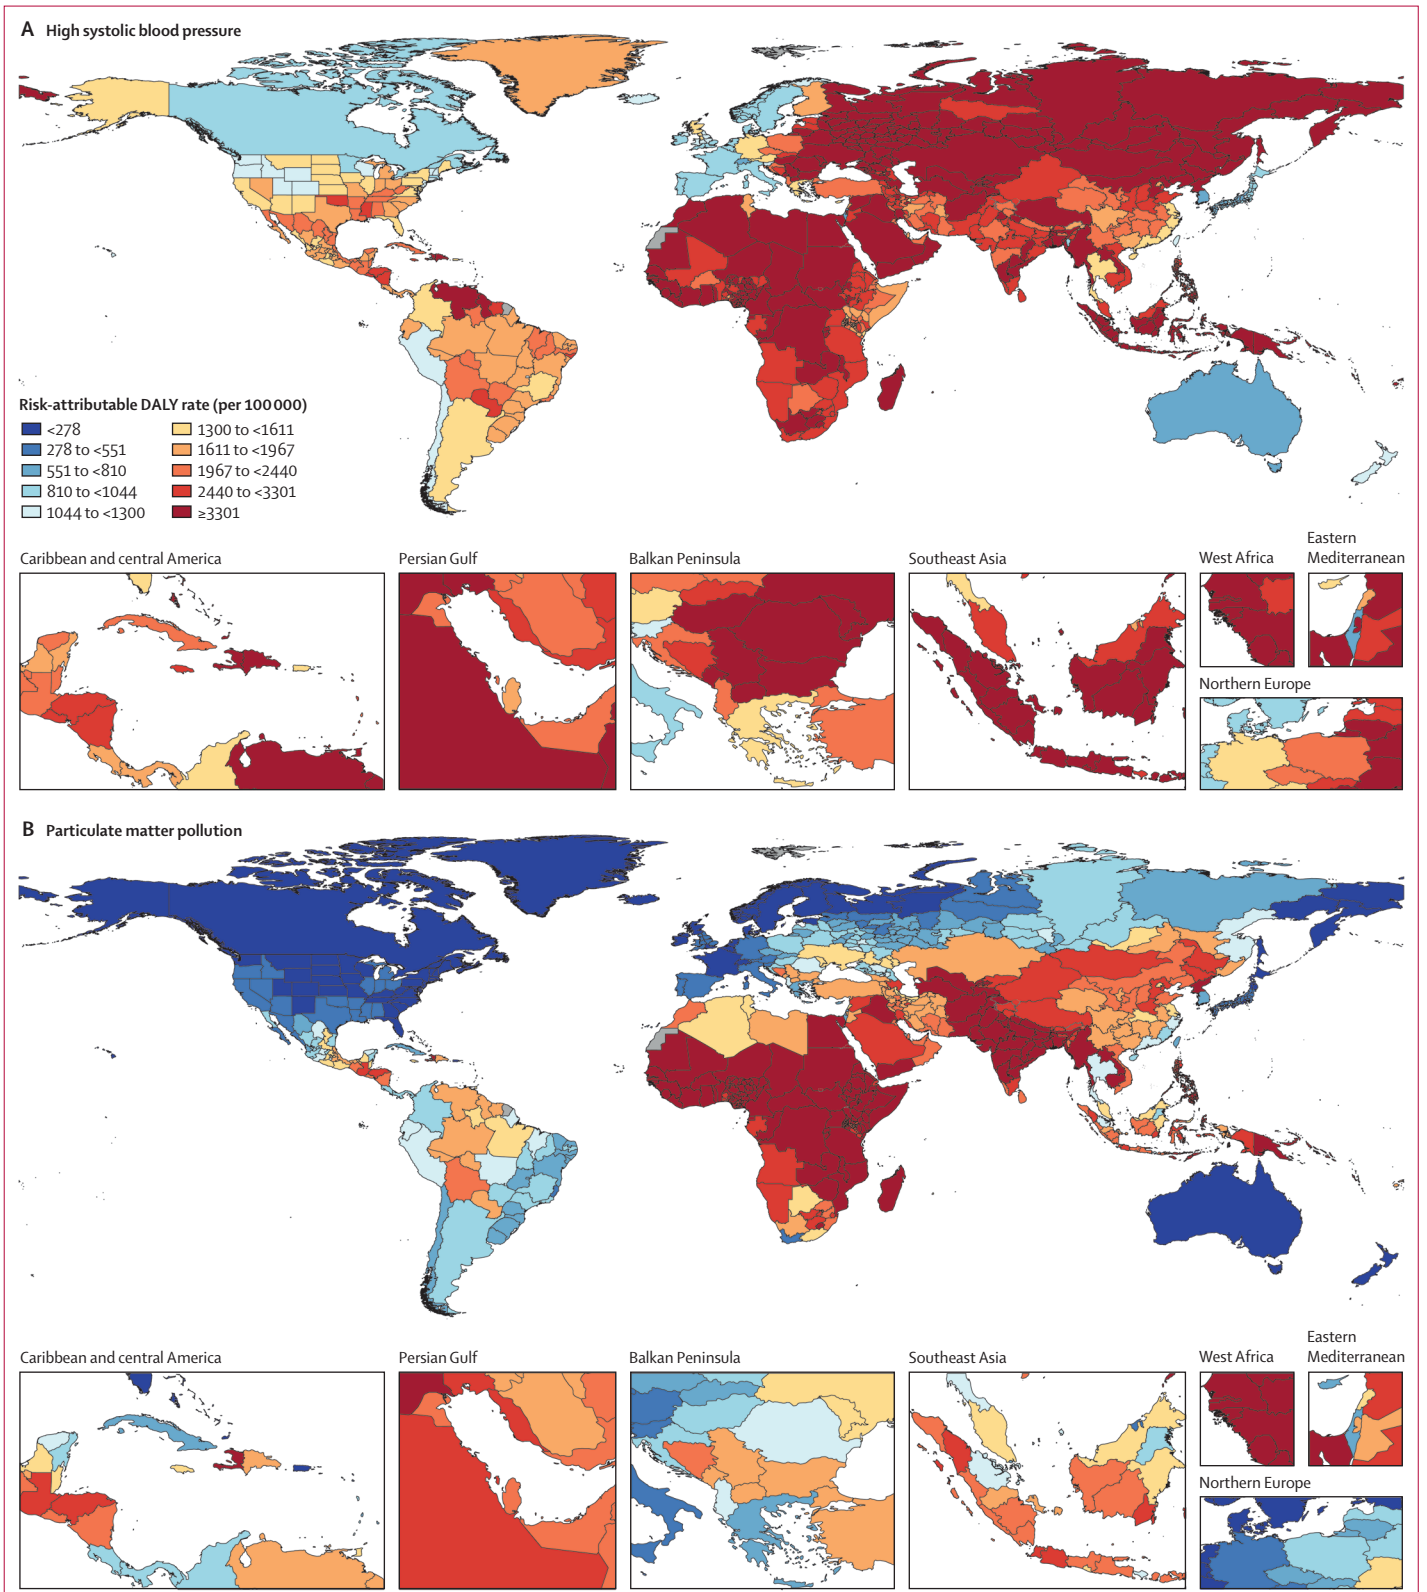 A High systolic blood pressure
Risk-attributable DALY rate (per 100 000)
<278
278 to <551
551 to <810
810 to <1044
1044 to <1300
1300 to <1611
1611 to <1967
1967 to <2440
2440 to <3301
≥3301
Caribbean and central America
Persian Gulf
Balkan Peninsula
Southeast Asia
West Africa
Eastern
Mediterranean
Northern Europe
B Particulate matter pollution
Caribbean and central America
Persian Gulf
Balkan Peninsula
Southeast Asia
West Africa
Eastern
Mediterranean
Northern Europe